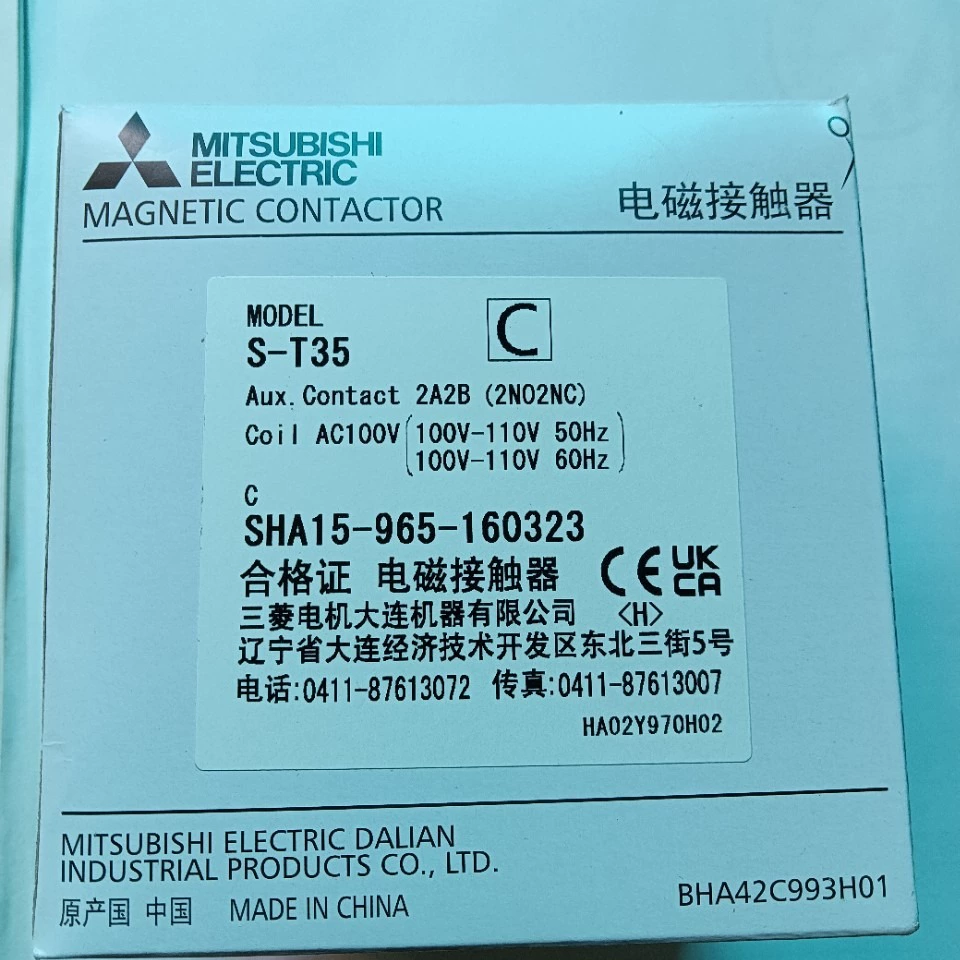 MITSUBISHI
ELECTRIC
MAGNETIC CONTACTOR 电磁接触器
MODEL
S-T35
C
Aux. Contact 2A2B (2NO2NC)
Coil AC100V (100V-110V 50Hz
100V-110V 60Hz)
C
SHA15-965-160323
合格证 电磁接触器 CE UKCA
三菱电机大连机器有限公司 <H>
辽宁省大连经济技术开发区东北三街5号
电话:0411-87613072 传真:0411-87613007
HA02Y970H02
MITSUBISHI ELECTRIC DALIAN
INDUSTRIAL PRODUCTS CO., LTD.
原产国 中国 MADE IN CHINA
BHA42C993H01